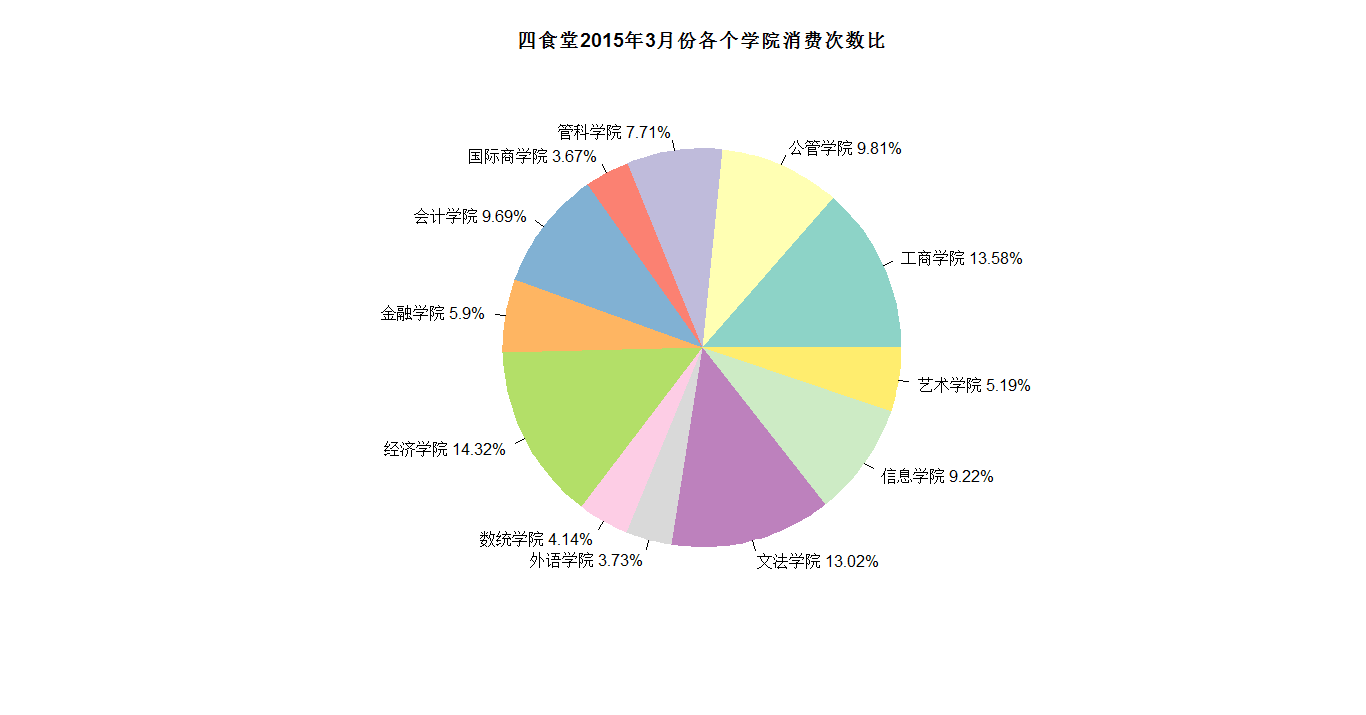 四食堂2015年3月份各个学院消费次数比
管科学院 7.71%
公管学院 9.81%
国际商学院 3.67%
会计学院 9.69%
工商学院 13.58%
金融学院 5.9%
艺术学院 5.19%
经济学院 14.32%
信息学院 9.22%
数统学院 4.14%
外语学院 3.73%
文法学院 13.02%